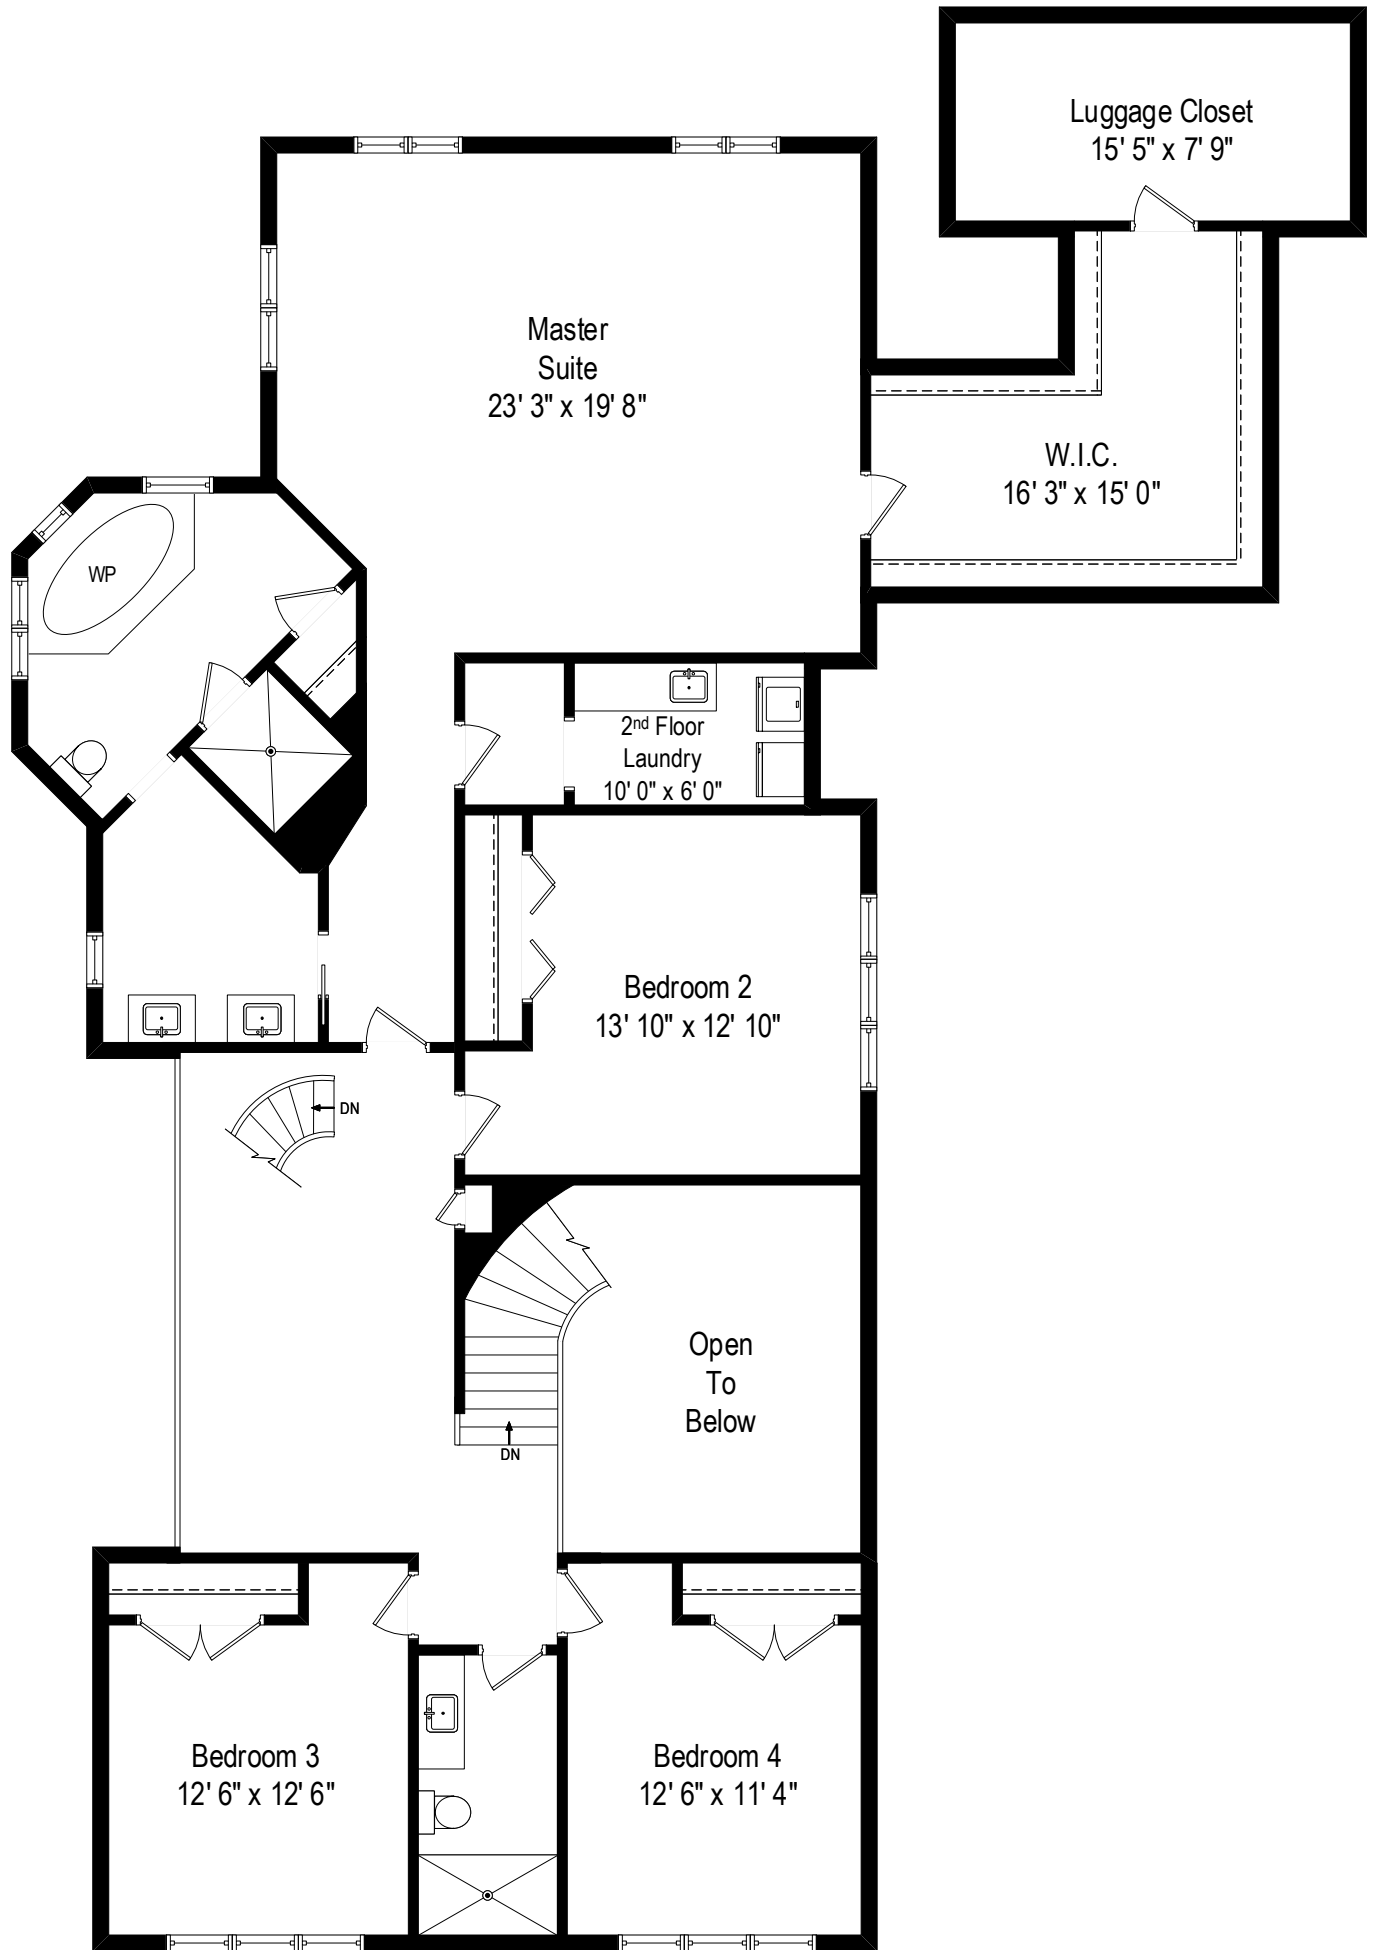 Luggage Closet
15' 5" x 7' 9"
Master
Suite
23' 3" x 19' 8"
W.I.C.
16' 3" x 15' 0"
WP
2nd Floor
Laundry
10' 0" x 6' 0"
Bedroom 2
13' 10" x 12' 10"
DN
Open
To
Below
DN
Bedroom 3
12' 6" x 12' 6"
Bedroom 4
12' 6" x 11' 4"